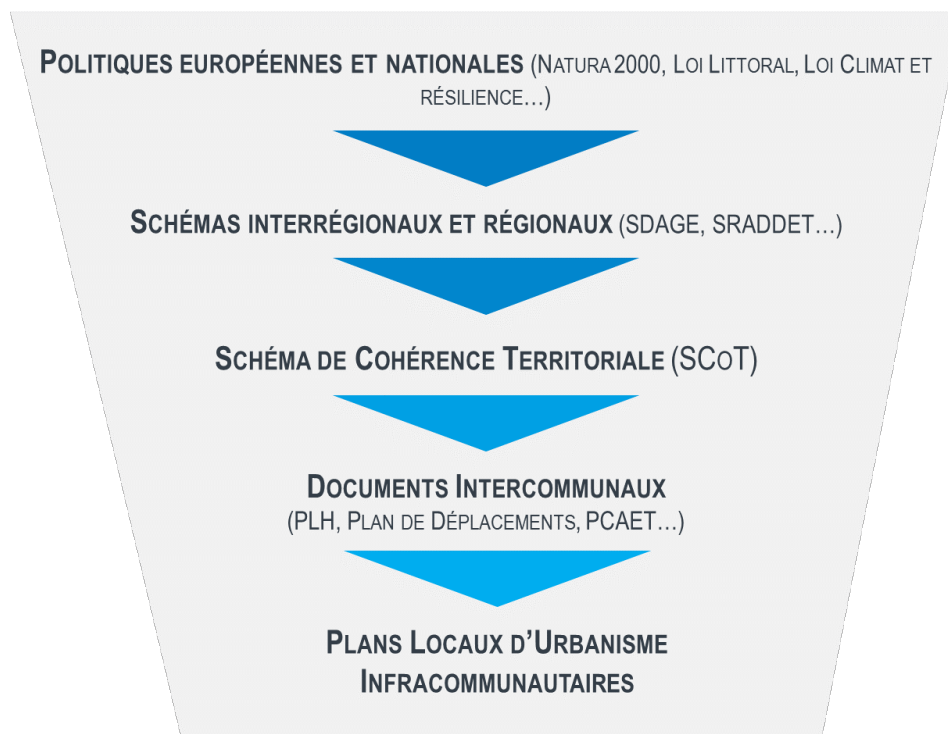 POLITIQUES EUROPÉENNES ET NATIONALES (NATURA 2000, LOI LITTORAL, LOI CLIMAT ET
RÉSILIENCE…)
SCHÉMAS INTERRÉGIONAUX ET RÉGIONAUX (SDAGE, SRADDET…)
SCHÉMA DE COHÉRENCE TERRITORIALE (SCOT)
DOCUMENTS INTERCOMMUNAUX
(PLH, PLAN DE DÉPLACEMENTS, PCAET…)
PLANS LOCAUX D’URBANISME
INFRACOMMUNAUTAIRES